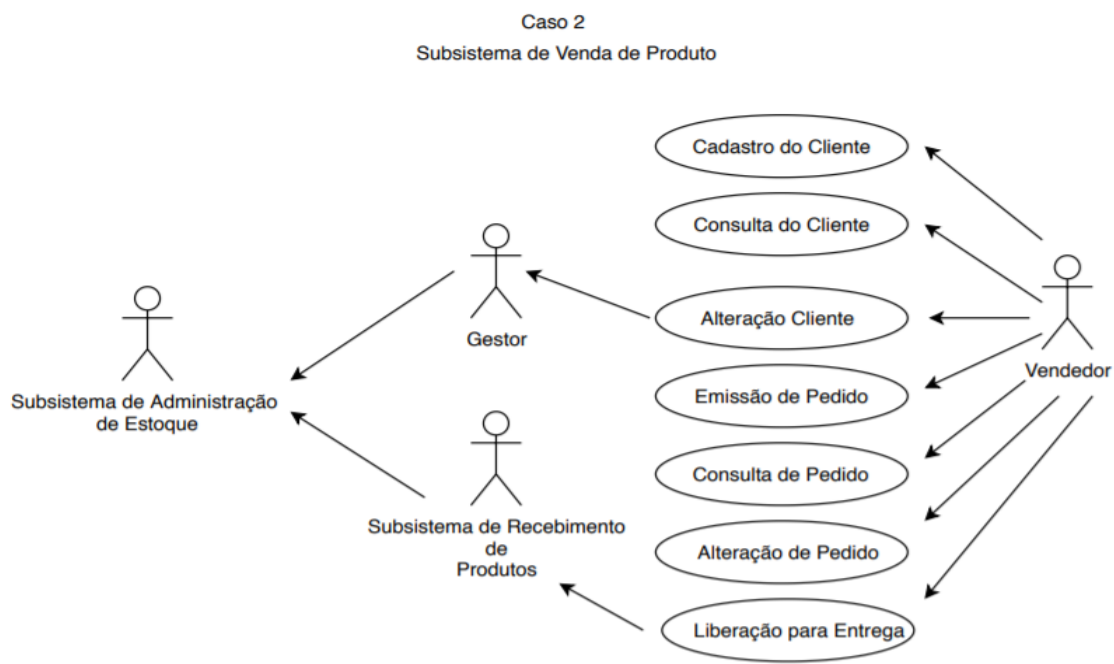 Caso 2
Subsistema de Venda de Produto
Cadastro do Cliente
Consulta do Cliente
Gestor
Alteração Cliente
Vendedor
Subsistema de Administração
de Estoque
Emissão de Pedido
Consulta de Pedido
Subsistema de Recebimento
de
Produtos
Alteração de Pedido
Liberação para Entrega